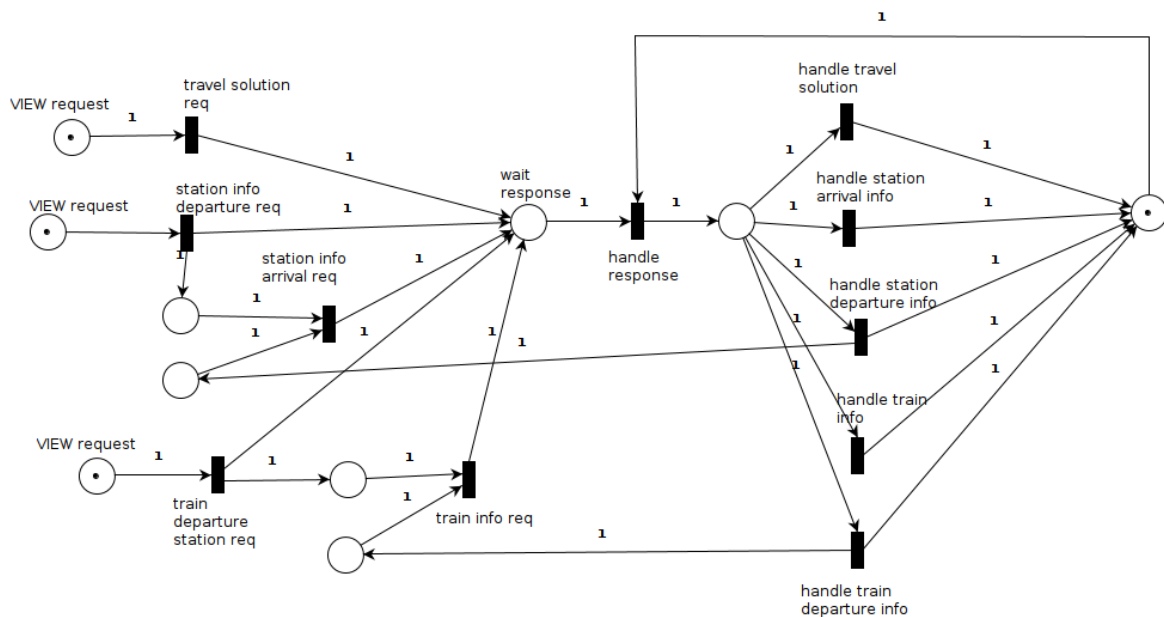 1
handle travel
solution
travel solution
req
VIEW request
1
1
1
1
handle station
arrival info
wait
response
station info
departure req
VIEW request
1
1
1
1
1
1
station info
arrival req
1
handle
response
1
handle station
departure info
1
1
1
1
1
1
1
1
1
1
handle train
info
VIEW request
1
1
1
1
train
departure
station req
train info req
1
handle train
departure info